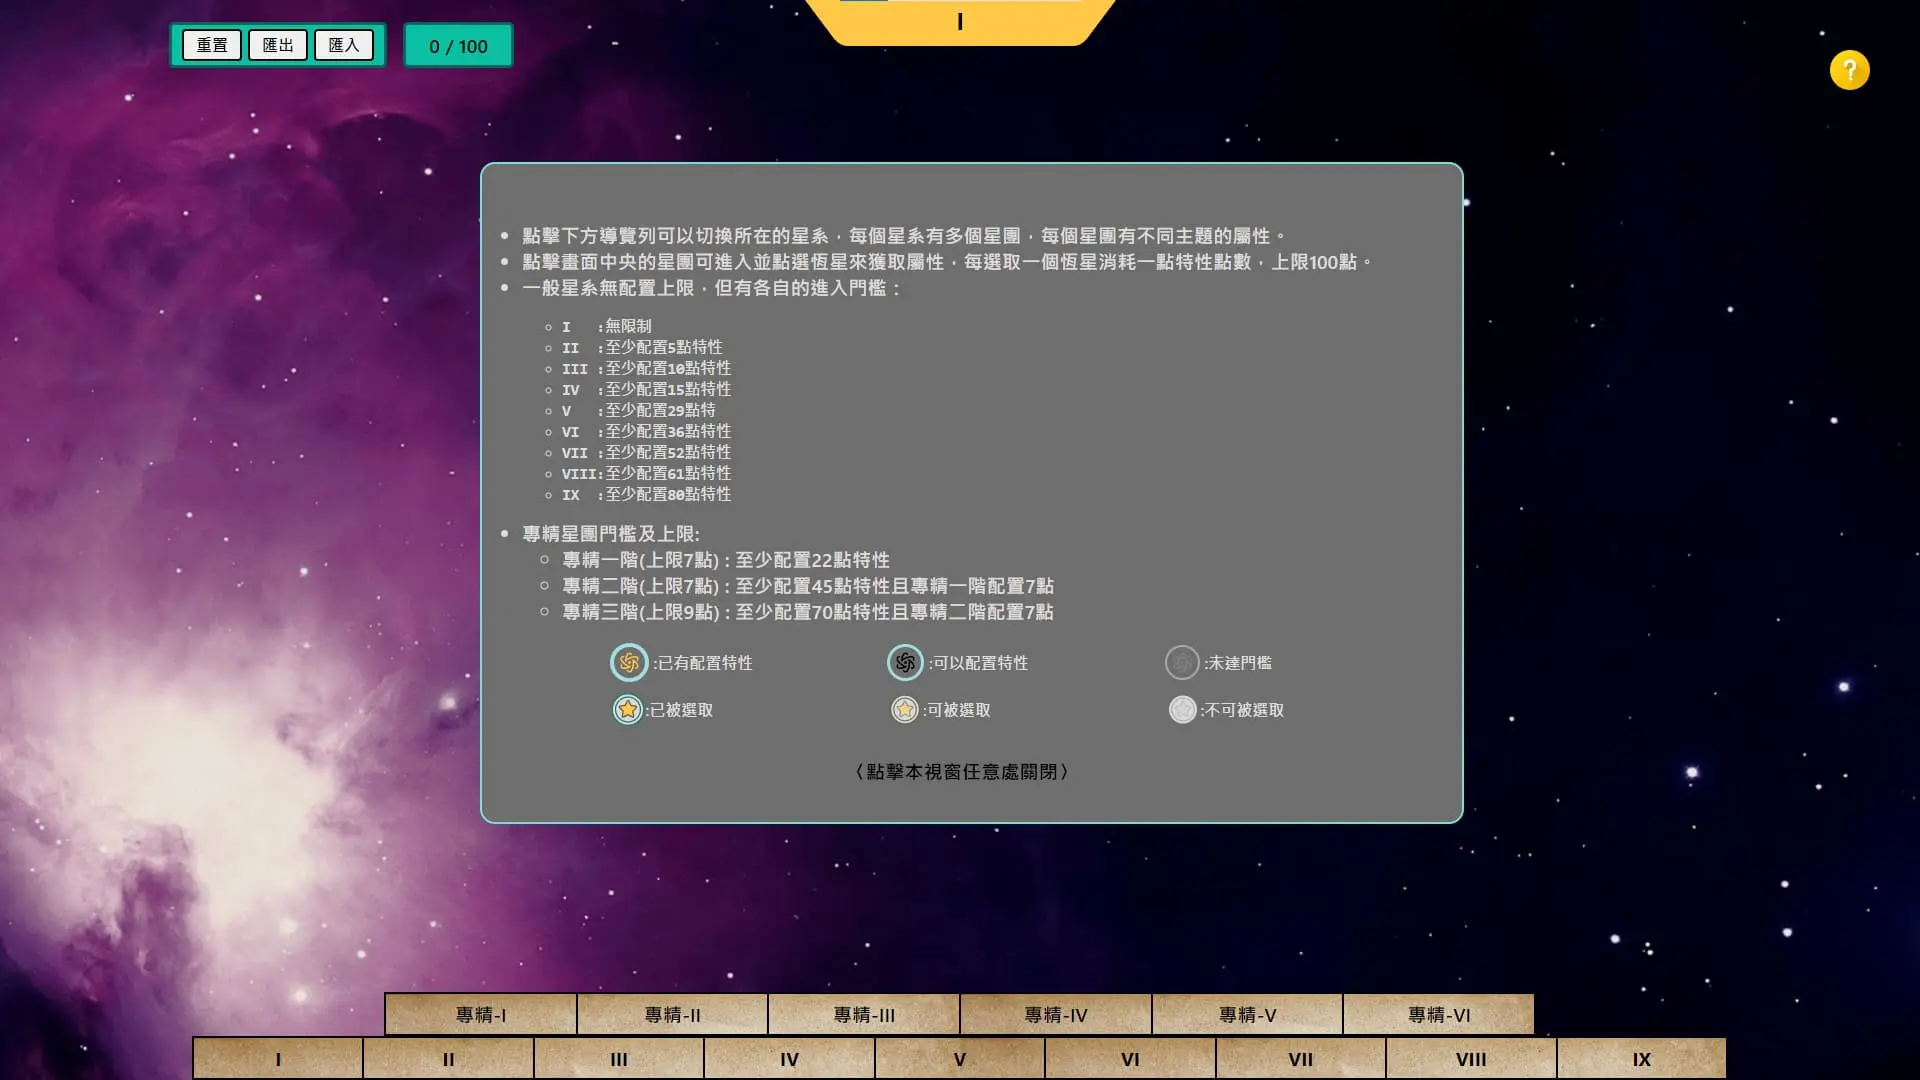 重置 匯出 匯入 0 / 100
I
?
點擊下方導覽列可以切換所在的星系，每個星系有多個星團，每個星團有不同主題的屬性。
點擊畫面中央的星團可進入並點選恆星來獲取屬性，每選取一個恆星消耗一點特性點數，上限100點。
一般星系無配置上限，但有各自的進入門檻：
I :無限制
II :至少配置5點特性
III :至少配置10點特性
IV :至少配置15點特性
V :至少配置29點特
VI :至少配置36點特性
VII :至少配置52點特性
VIII:至少配置61點特性
IX :至少配置80點特性
專精星團門檻及上限:
專精一階(上限7點) : 至少配置22點特性
專精二階(上限7點) : 至少配置45點特性且專精一階配置7點
專精三階(上限9點) : 至少配置70點特性且專精二階配置7點
:已有配置特性 :可以配置特性 :未達門檻
:已被選取 :可被選取 :不可被選取
〈點擊本視窗任意處關閉〉
專精-I 專精-II 專精-III 專精-IV 專精-V 專精-VI
I II III IV V VI VII VIII IX